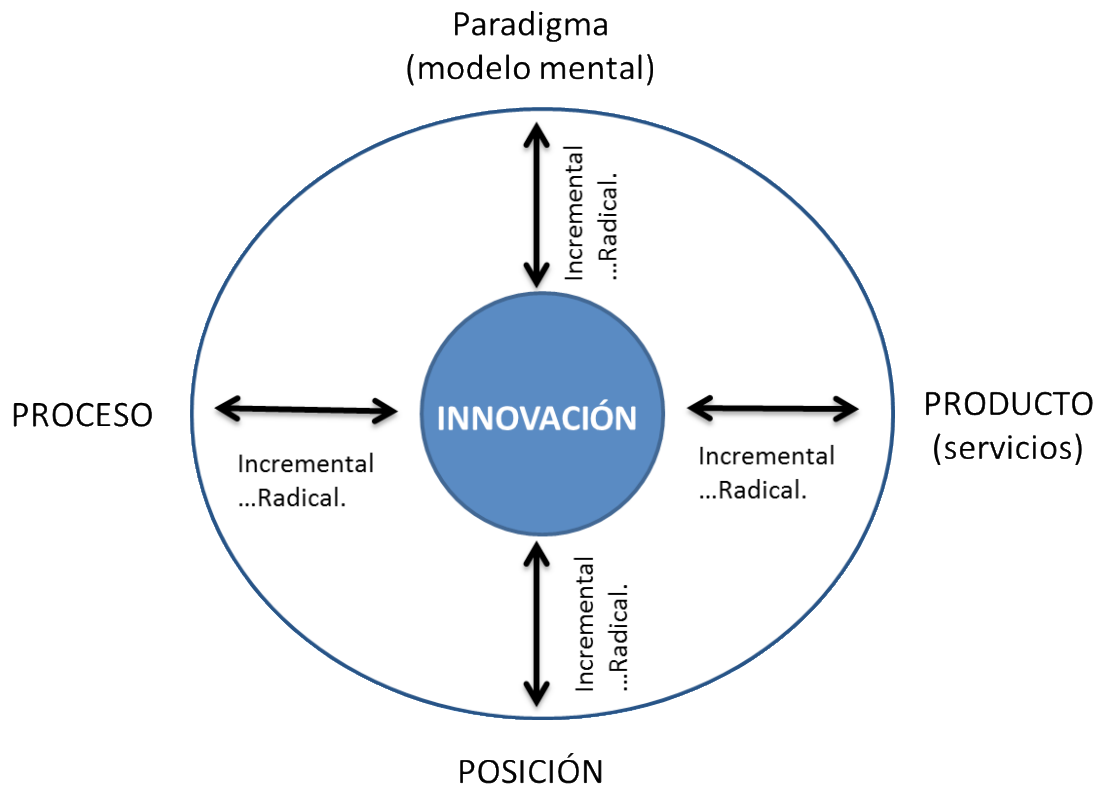 Paradigma
(modelo mental)
Incremental
...Radical.
PROCESO
INNOVACIÓN
PRODUCTO
(servicios)
Incremental
...Radical.
Incremental
...Radical.
Incremental
...Radical.
POSICIÓN